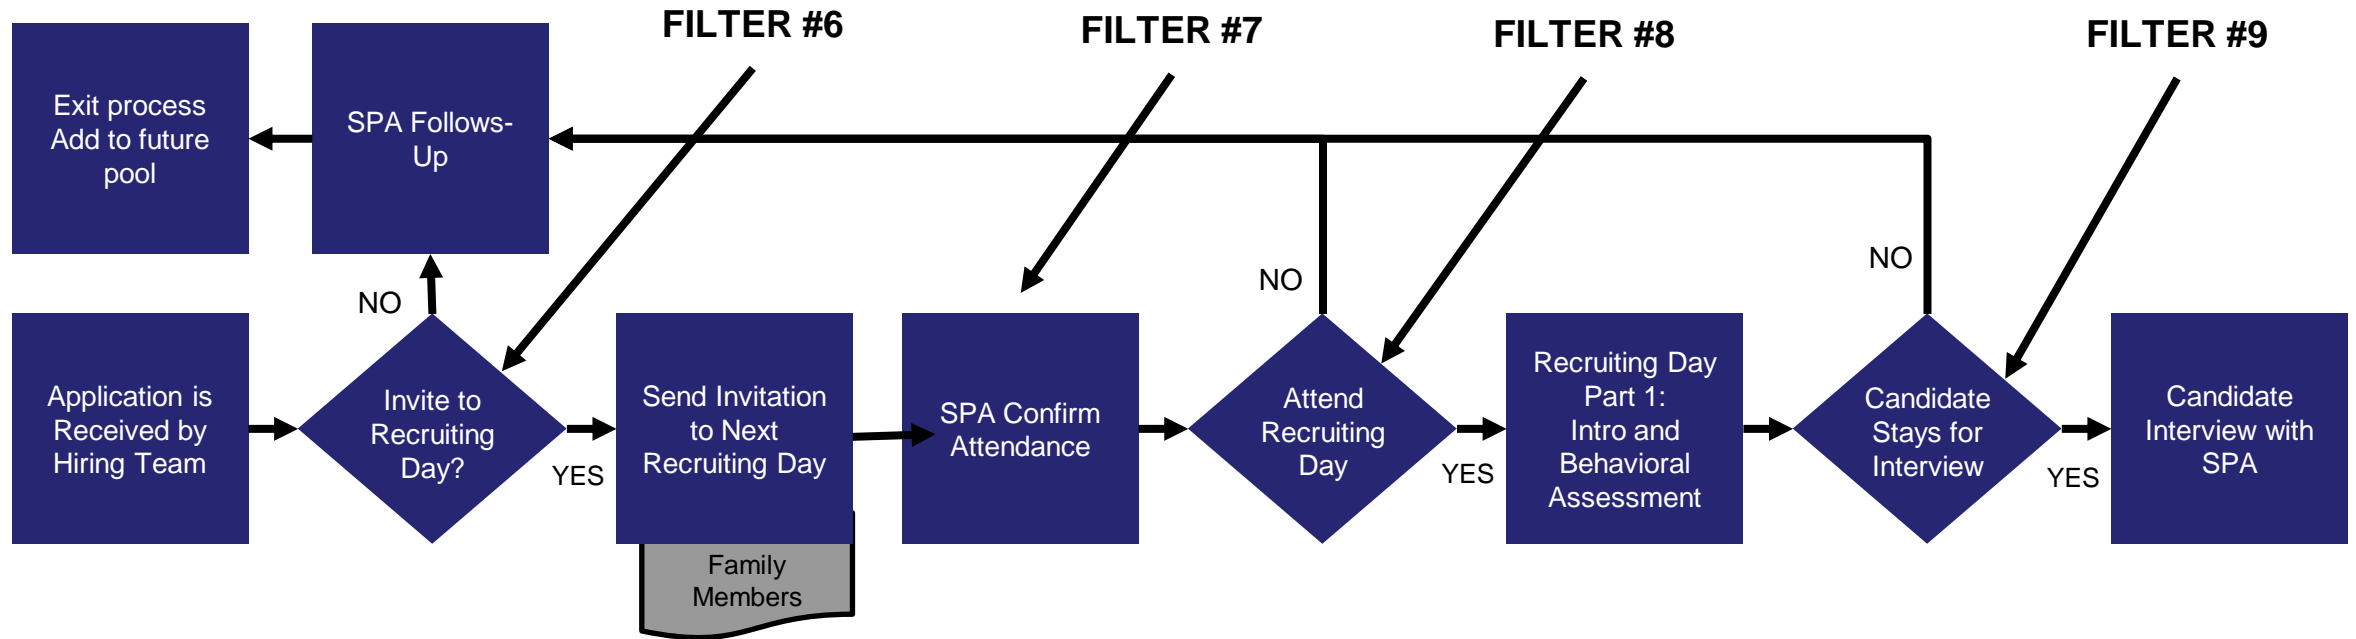 FILTER #6
FILTER #7
FILTER #8
FILTER #9
Exit process
Add to future
pool
SPA Follows-
Up
NO
NO
NO
Application is
Received by
Hiring Team
Invite to
Recruiting
Day?
YES
Send Invitation
to Next
Recruiting Day
Family
Members
SPA Confirm
Attendance
Attend
Recruiting
Day
YES
Recruiting Day
Part 1:
Intro and
Behavioral
Assessment
Candidate
Stays for
Interview
YES
Candidate
Interview with
SPA